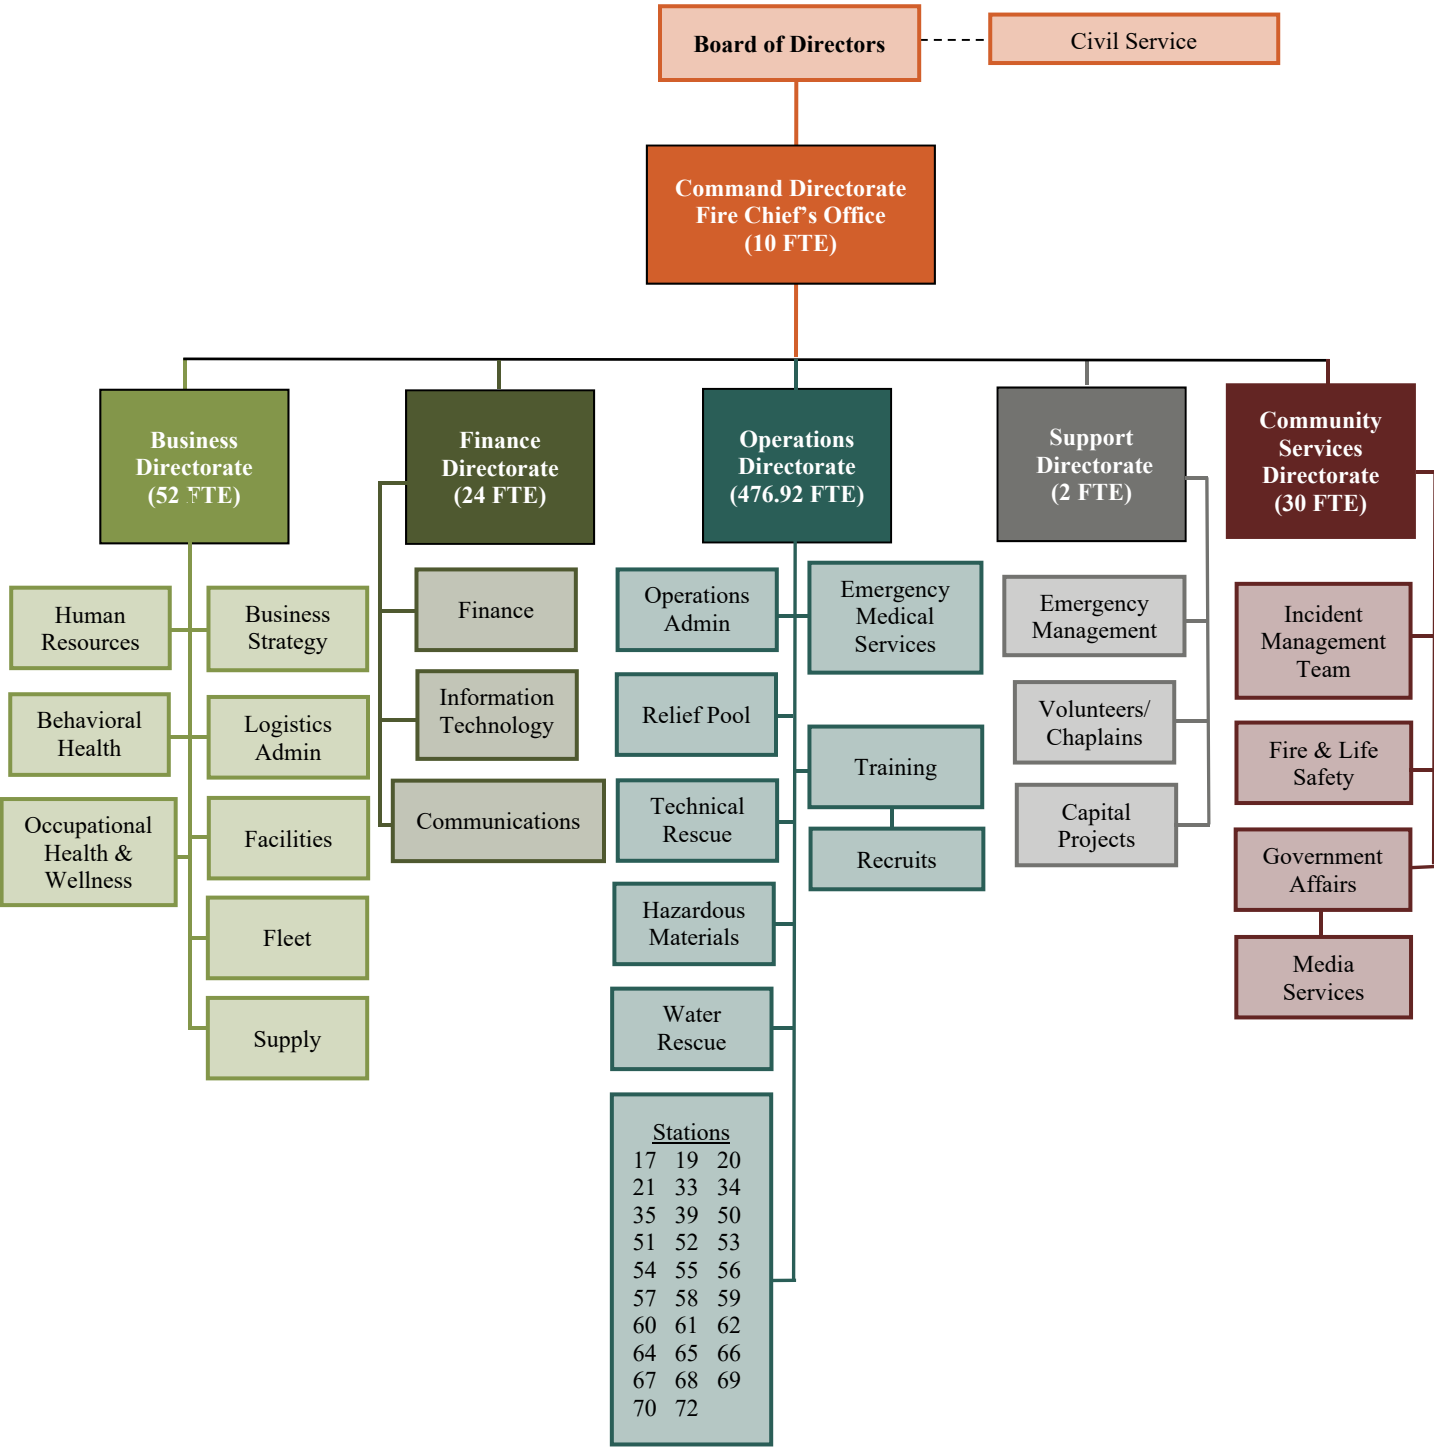 Board of Directors
Civil Service
Command Directorate
Fire Chief’s Office
(10 FTE)
Business
Directorate
(52 FTE)
Finance
Directorate
(24 FTE)
Operations
Directorate
(476.92 FTE)
Support
Directorate
(2 FTE)
Community
Services
Directorate
(30 FTE)
Human
Resources
Business
Strategy
Behavioral
Health
Logistics
Admin
Occupational
Health &
Wellness
Facilities
Fleet
Supply
Finance
Information
Technology
Communications
Operations
Admin
Emergency
Medical
Services
Relief Pool
Training
Technical
Rescue
Recruits
Hazardous
Materials
Water
Rescue
Stations
17 19 20
21 33 34
35 39 50
51 52 53
54 55 56
57 58 59
60 61 62
64 65 66
67 68 69
70 72
Emergency
Management
Volunteers/
Chaplains
Capital
Projects
Incident
Management
Team
Fire & Life
Safety
Government
Affairs
Media
Services